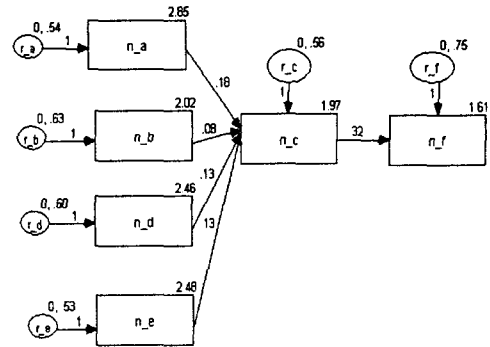 0, .54
2.85
r_a
1
n_a
0, .56
0, .75
r_c
r_f
.18
1
1
0, .63
2.02
1.97
1.61
r_b
1
n_b
.08
n_c
32
n_f
.13
0, .60
2.46
r_d
1
n_d
13
2.48
0, .53
r_e
1
n_e